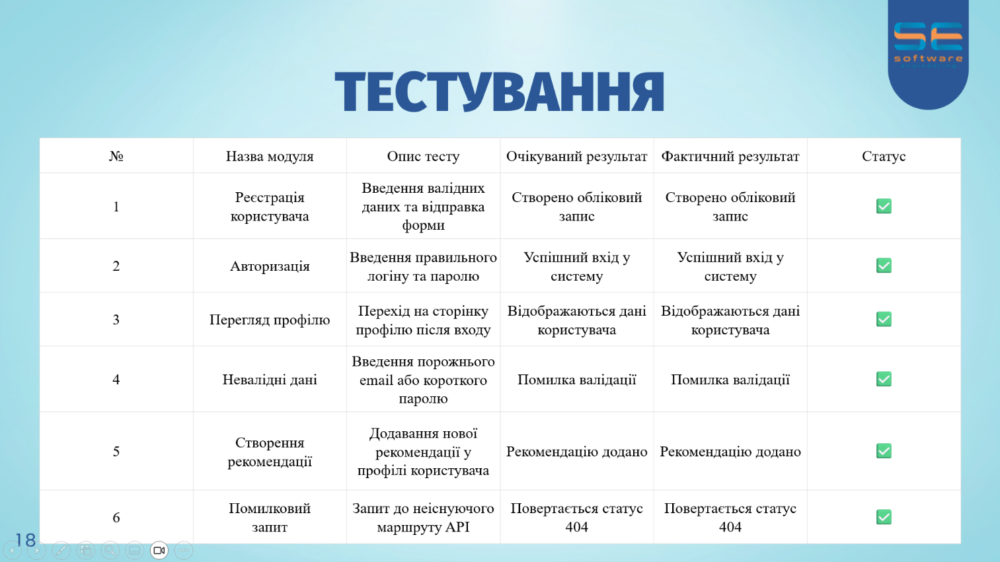 SE
software
engineering
ТЕСТУВАННЯ
№ Назва модуля Опис тесту Очікуваний результат Фактичний результат Статус
1 Реєстрація користувача Введення валідних даних та відправка форми Створено обліковий запис Створено обліковий запис ✅
2 Авторизація Введення правильного логіну та паролю Успішний вхід у систему Успішний вхід у систему ✅
3 Перегляд профілю Перехід на сторінку профілю після входу Відображаються дані користувача Відображаються дані користувача ✅
4 Невалідні дані Введення порожнього email або короткого паролю Помилка валідації Помилка валідації ✅
5 Створення рекомендації Додавання нової рекомендації у профілі користувача Рекомендацію додано Рекомендацію додано ✅
6 Помилковий запит Запит до неіснуючого маршруту API Повертається статус 404 Повертається статус 404 ✅
18